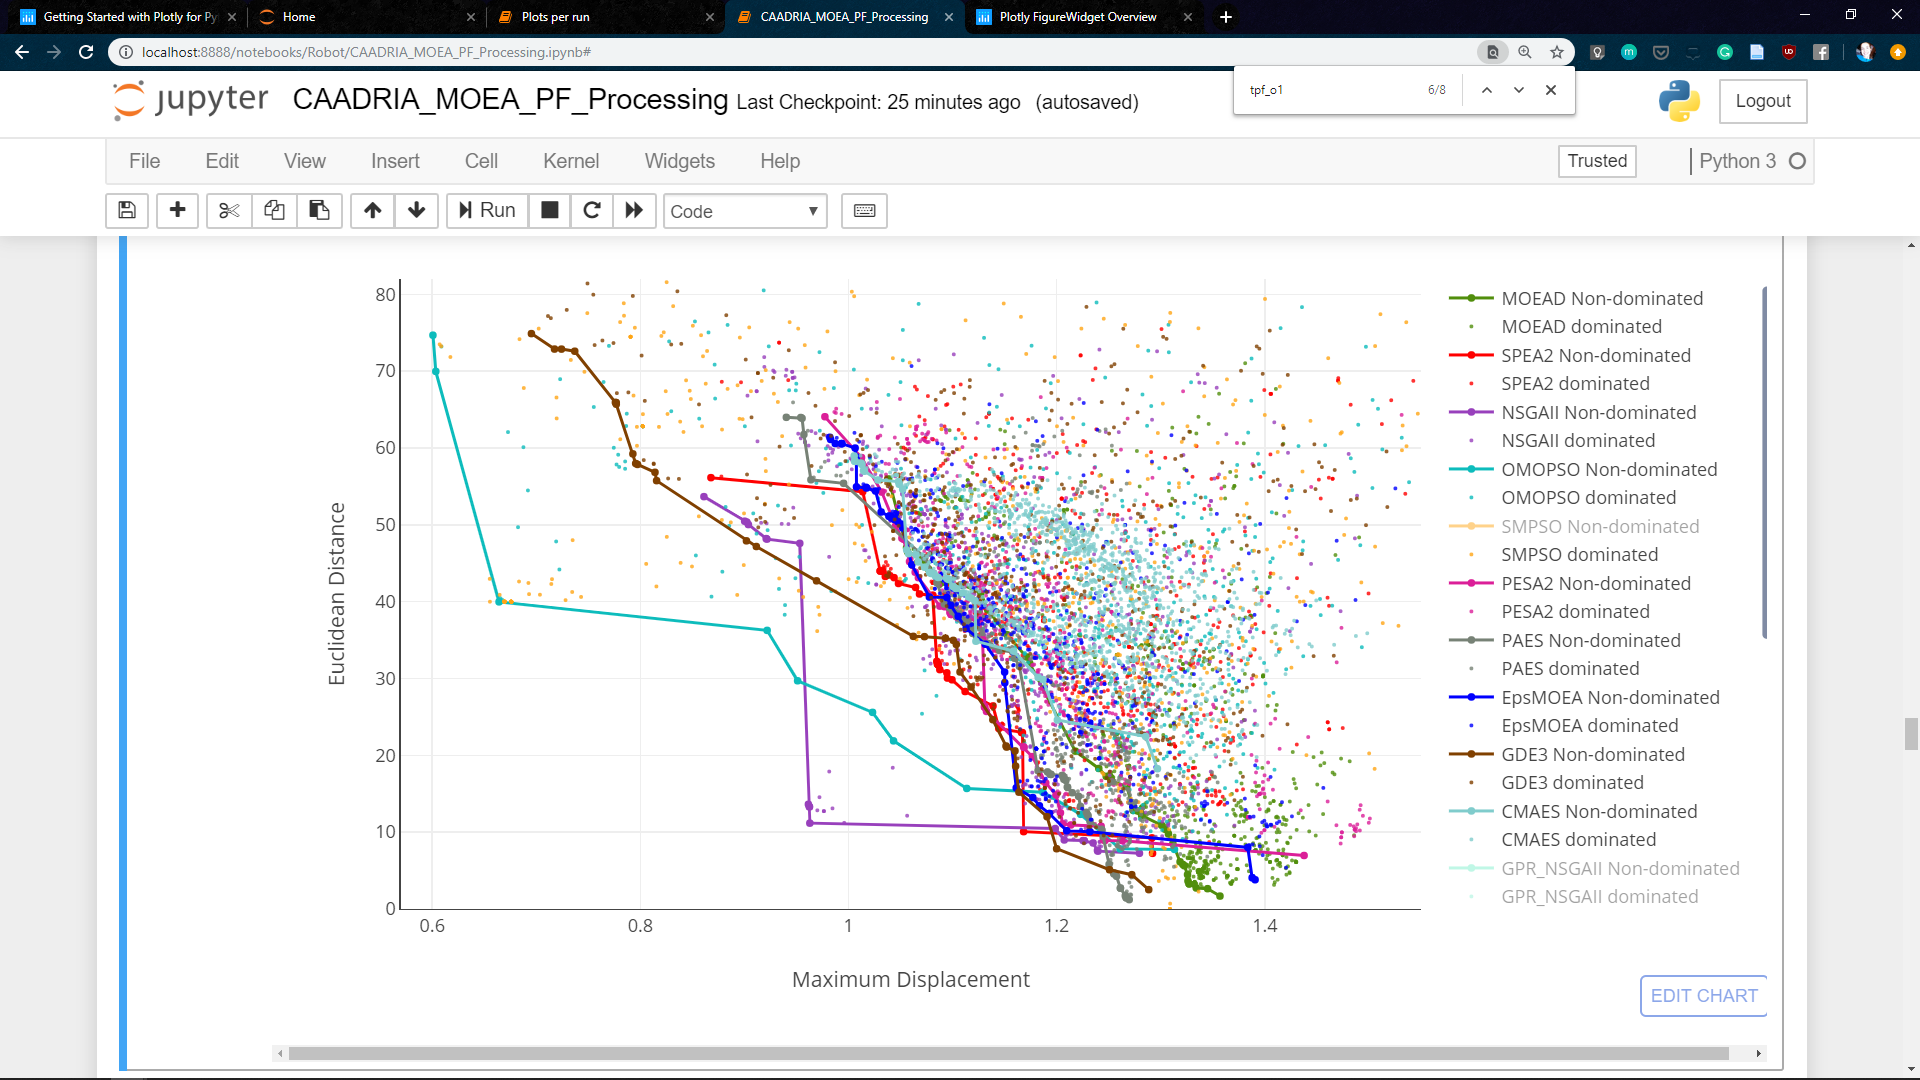 Getting Started with Plotly for Py
Home
Plots per run
CAADRIA_MOEA_PF_Processing
Plotly FigureWidget Overview
localhost:8888/notebooks/Robot/CAADRIA_MOEA_PF_Processing.ipynb#
tpf_o1 6/8
jupyter CAADRIA_MOEA_PF_Processing Last Checkpoint: 25 minutes ago (autosaved)
Logout
File Edit View Insert Cell Kernel Widgets Help
Trusted
Python 3
Run
Code
80
70
60
50
40
30
20
10
0
Euclidean Distance
0.6 0.8 1 1.2 1.4
Maximum Displacement
MOEAD Non-dominated
MOEAD dominated
SPEA2 Non-dominated
SPEA2 dominated
NSGAII Non-dominated
NSGAII dominated
OMOPSO Non-dominated
OMOPSO dominated
SMPSO Non-dominated
SMPSO dominated
PESA2 Non-dominated
PESA2 dominated
PAES Non-dominated
PAES dominated
EpsMOEA Non-dominated
EpsMOEA dominated
GDE3 Non-dominated
GDE3 dominated
CMAES Non-dominated
CMAES dominated
GPR_NSGAII Non-dominated
GPR_NSGAII dominated
EDIT CHART